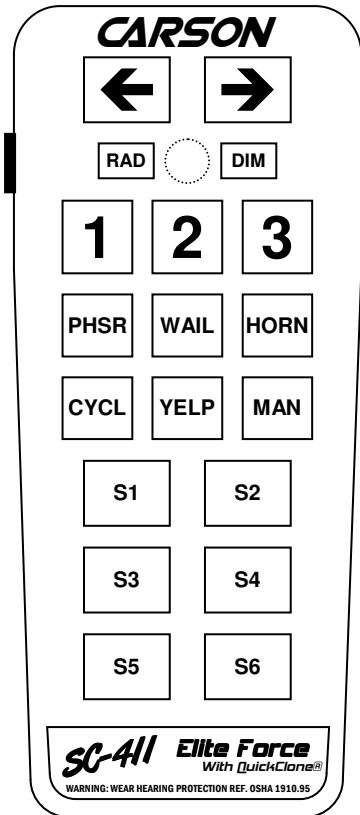 CARSON
RAD DIM
1 2 3
PHSR WAIL HORN
CYCL YELP MAN
S1 S2
S3 S4
S5 S6
SC-411 Elite Force
With QuickClone®
WARNING: WEAR HEARING PROTECTION REF. OSHA 1910.95